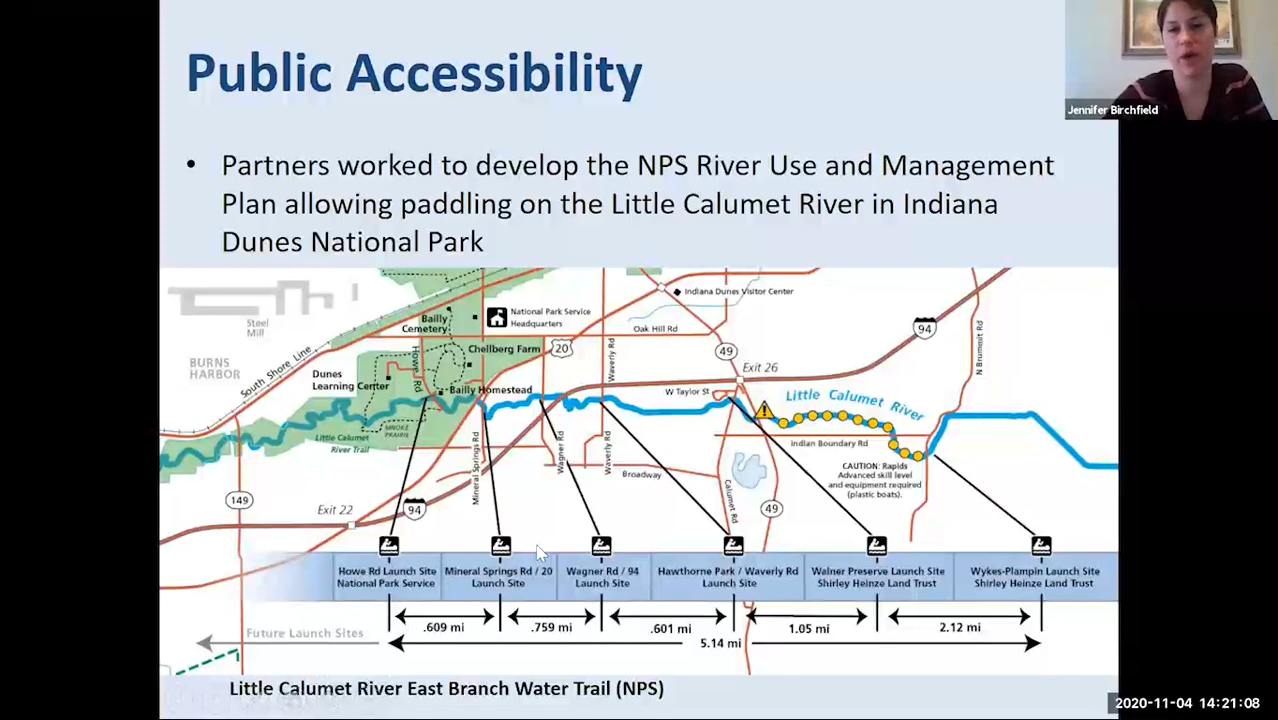 Public Accessibility
Jennifer Birchfield
• Partners worked to develop the NPS River Use and Management
Plan allowing paddling on the Little Calumet River in Indiana
Dunes National Park
Steel
Mill
BURNS
HARBOR
South Shore Line
Bailly
Cemetery
National Park Service
Headquarters
Indiana Dunes Visitor Center
Oak Hill Rd
Chellberg Farm
20
49
94
Exit 26
N Brummit Rd
Howe Rd
Waverly Rd
Dunes
Learning Center
Bailly Homestead
W Taylor St
Little Calumet River
MNOKE
PRAIRIE
Little Calumet
River Trail
Mineral Springs Rd
Wagner Rd
Waverly Rd
Indian Boundary Rd
Broadway
Calumet Rd
CAUTION: Rapids
Advanced skill level
and equipment required
(plastic boats).
149
Exit 22
94
49
Howe Rd Launch Site
National Park Service
Mineral Springs Rd / 20
Launch Site
Wagner Rd / 94
Launch Site
Hawthorne Park / Waverly Rd
Launch Site
Walner Preserve Launch Site
Shirley Heinze Land Trust
Wykes-Plampin Launch Site
Shirley Heinze Land Trust
Future Launch Sites
.609 mi
.759 mi
.601 mi
1.05 mi
2.12 mi
5.14 mi
Little Calumet River East Branch Water Trail (NPS)
2020-11-04 14:21:08